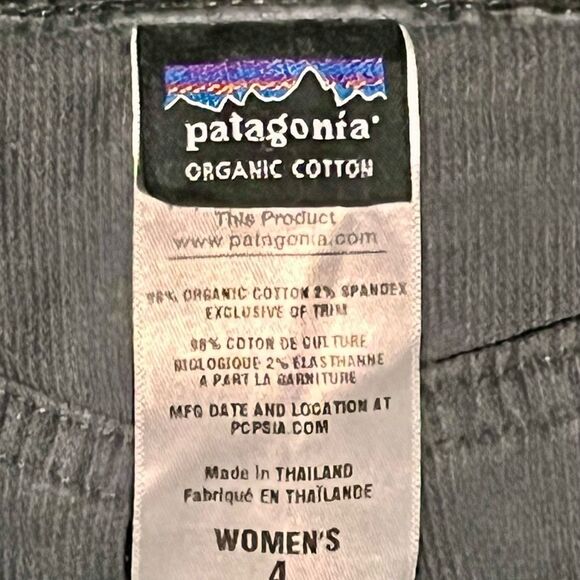 patagonia
ORGANIC COTTON
This Product
www.patagonia.com
98% ORGANIC COTTON 2% SPANDEX
EXCLUSIVE OF TRIM
98% COTON DE CULTURE
BIOLOGIQUE 2% ELASTHANNE
A PART LA GARNITURE
MFG DATE AND LOCATION AT
PCPSIA.COM
Made in THAILAND
Fabriqué EN THAÏLANDE
WOMEN'S
4